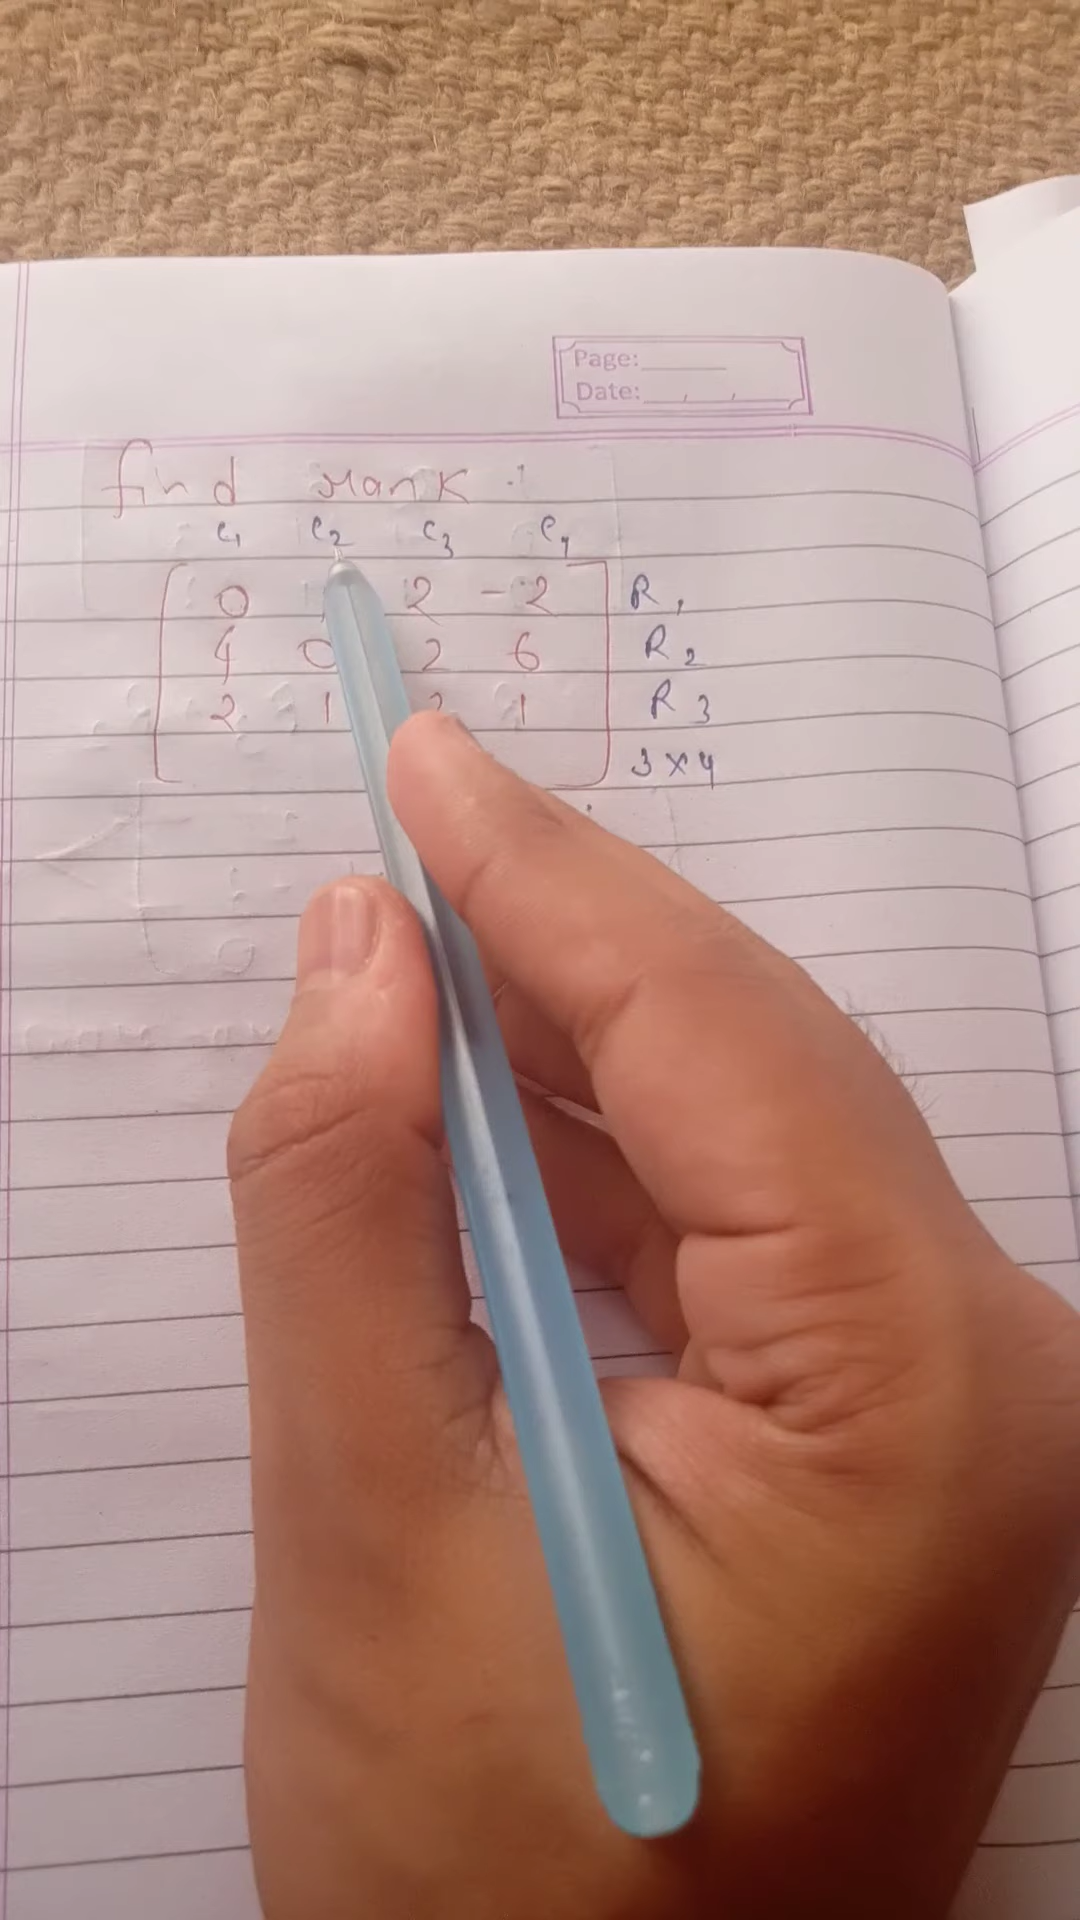 Page:
Date:
find rank :
C1 C2 C3 C4
0 2 -2 R1
4 0 2 6 R2
2 1 1 R3
3×4